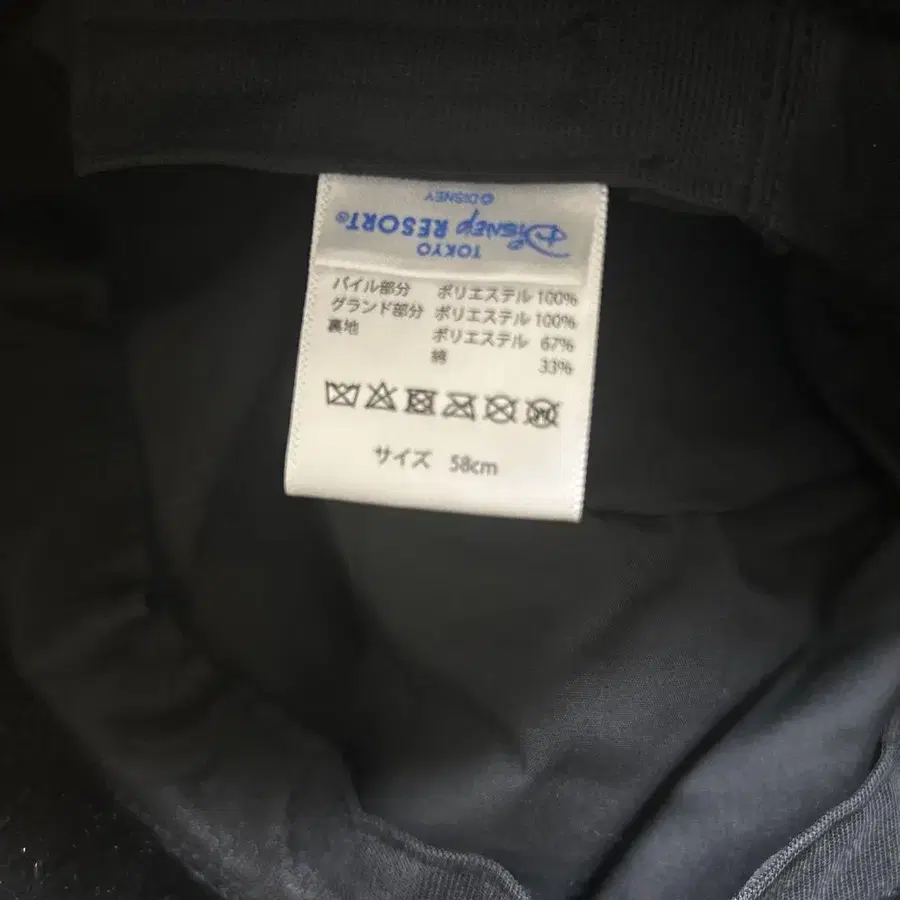 © DISNEY
Disney RESORT®
TOKYO
パイル部分 ポリエステル 100%
グランド部分 ポリエステル 100%
裏地 ポリエステル 67%
綿 33%
サイズ 58cm